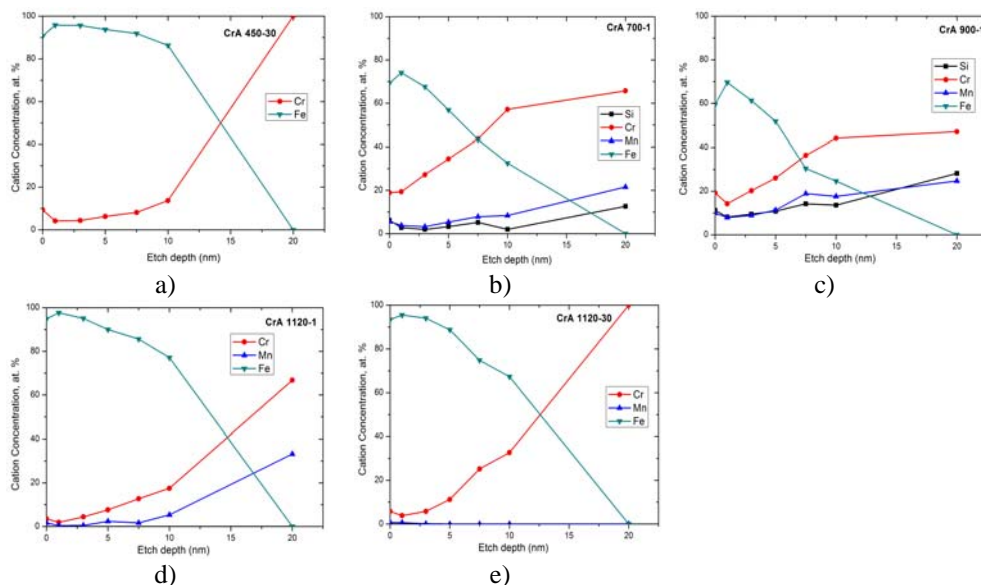 CrA 450-30
Cation Concentration, at. %
100
80
60
40
20
0
Cr
Fe
0 5 10 15 20
Etch depth (nm)
a)
CrA 700-1
Cation Concentration, at. %
100
80
60
40
20
0
Si
Cr
Mn
Fe
0 5 10 15 20
Etch depth (nm)
b)
Cation Concentration, at. %
100
80
60
40
20
0
Si
Cr
Mn
Fe
0 5 10 15 20
Etch depth (nm)
c)
CrA 1120-1
Cation Concentration, at. %
100
80
60
40
20
0
Cr
Mn
Fe
0 5 10 15 20
Etch depth (nm)
d)
CrA 1120-30
Cation Concentration, at. %
100
80
60
40
20
0
Cr
Mn
Fe
0 5 10 15 20
Etch depth (nm)
e)